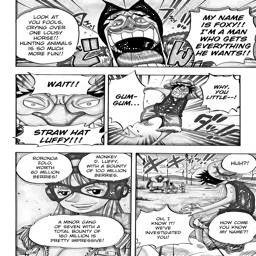 LOOK AT
YOU FOOLS,
CRYING OVER
ONE LOUSY
HORSE!!
HUNTING ANIMALS
IS SO MUCH
MORE FUN!!
MY NAME
IS FOXY!!
I'M A MAN
WHO GETS
EVERYTHING
HE WANTS!!
WAIT!!
STRAW HAT
LUFFY!!!
GUM-
GUM...
WHY,
YOU
LITTLE--!
RORONOA
ZOLO,
WORTH
60 MILLION
BERRIES!
MONKEY
D. LUFFY,
WITH A BOUNTY
OF 100 MILLION
BERRIES.
A MINOR GANG
OF SEVEN WITH A
TOTAL BOUNTY OF
160 MILLION IS
PRETTY IMPRESSIVE!
HUH?!
OH, I
KNOW IT!
WE'VE
INVESTIGATED
YOU!
HOW COME
YOU KNOW
MY NAME?!